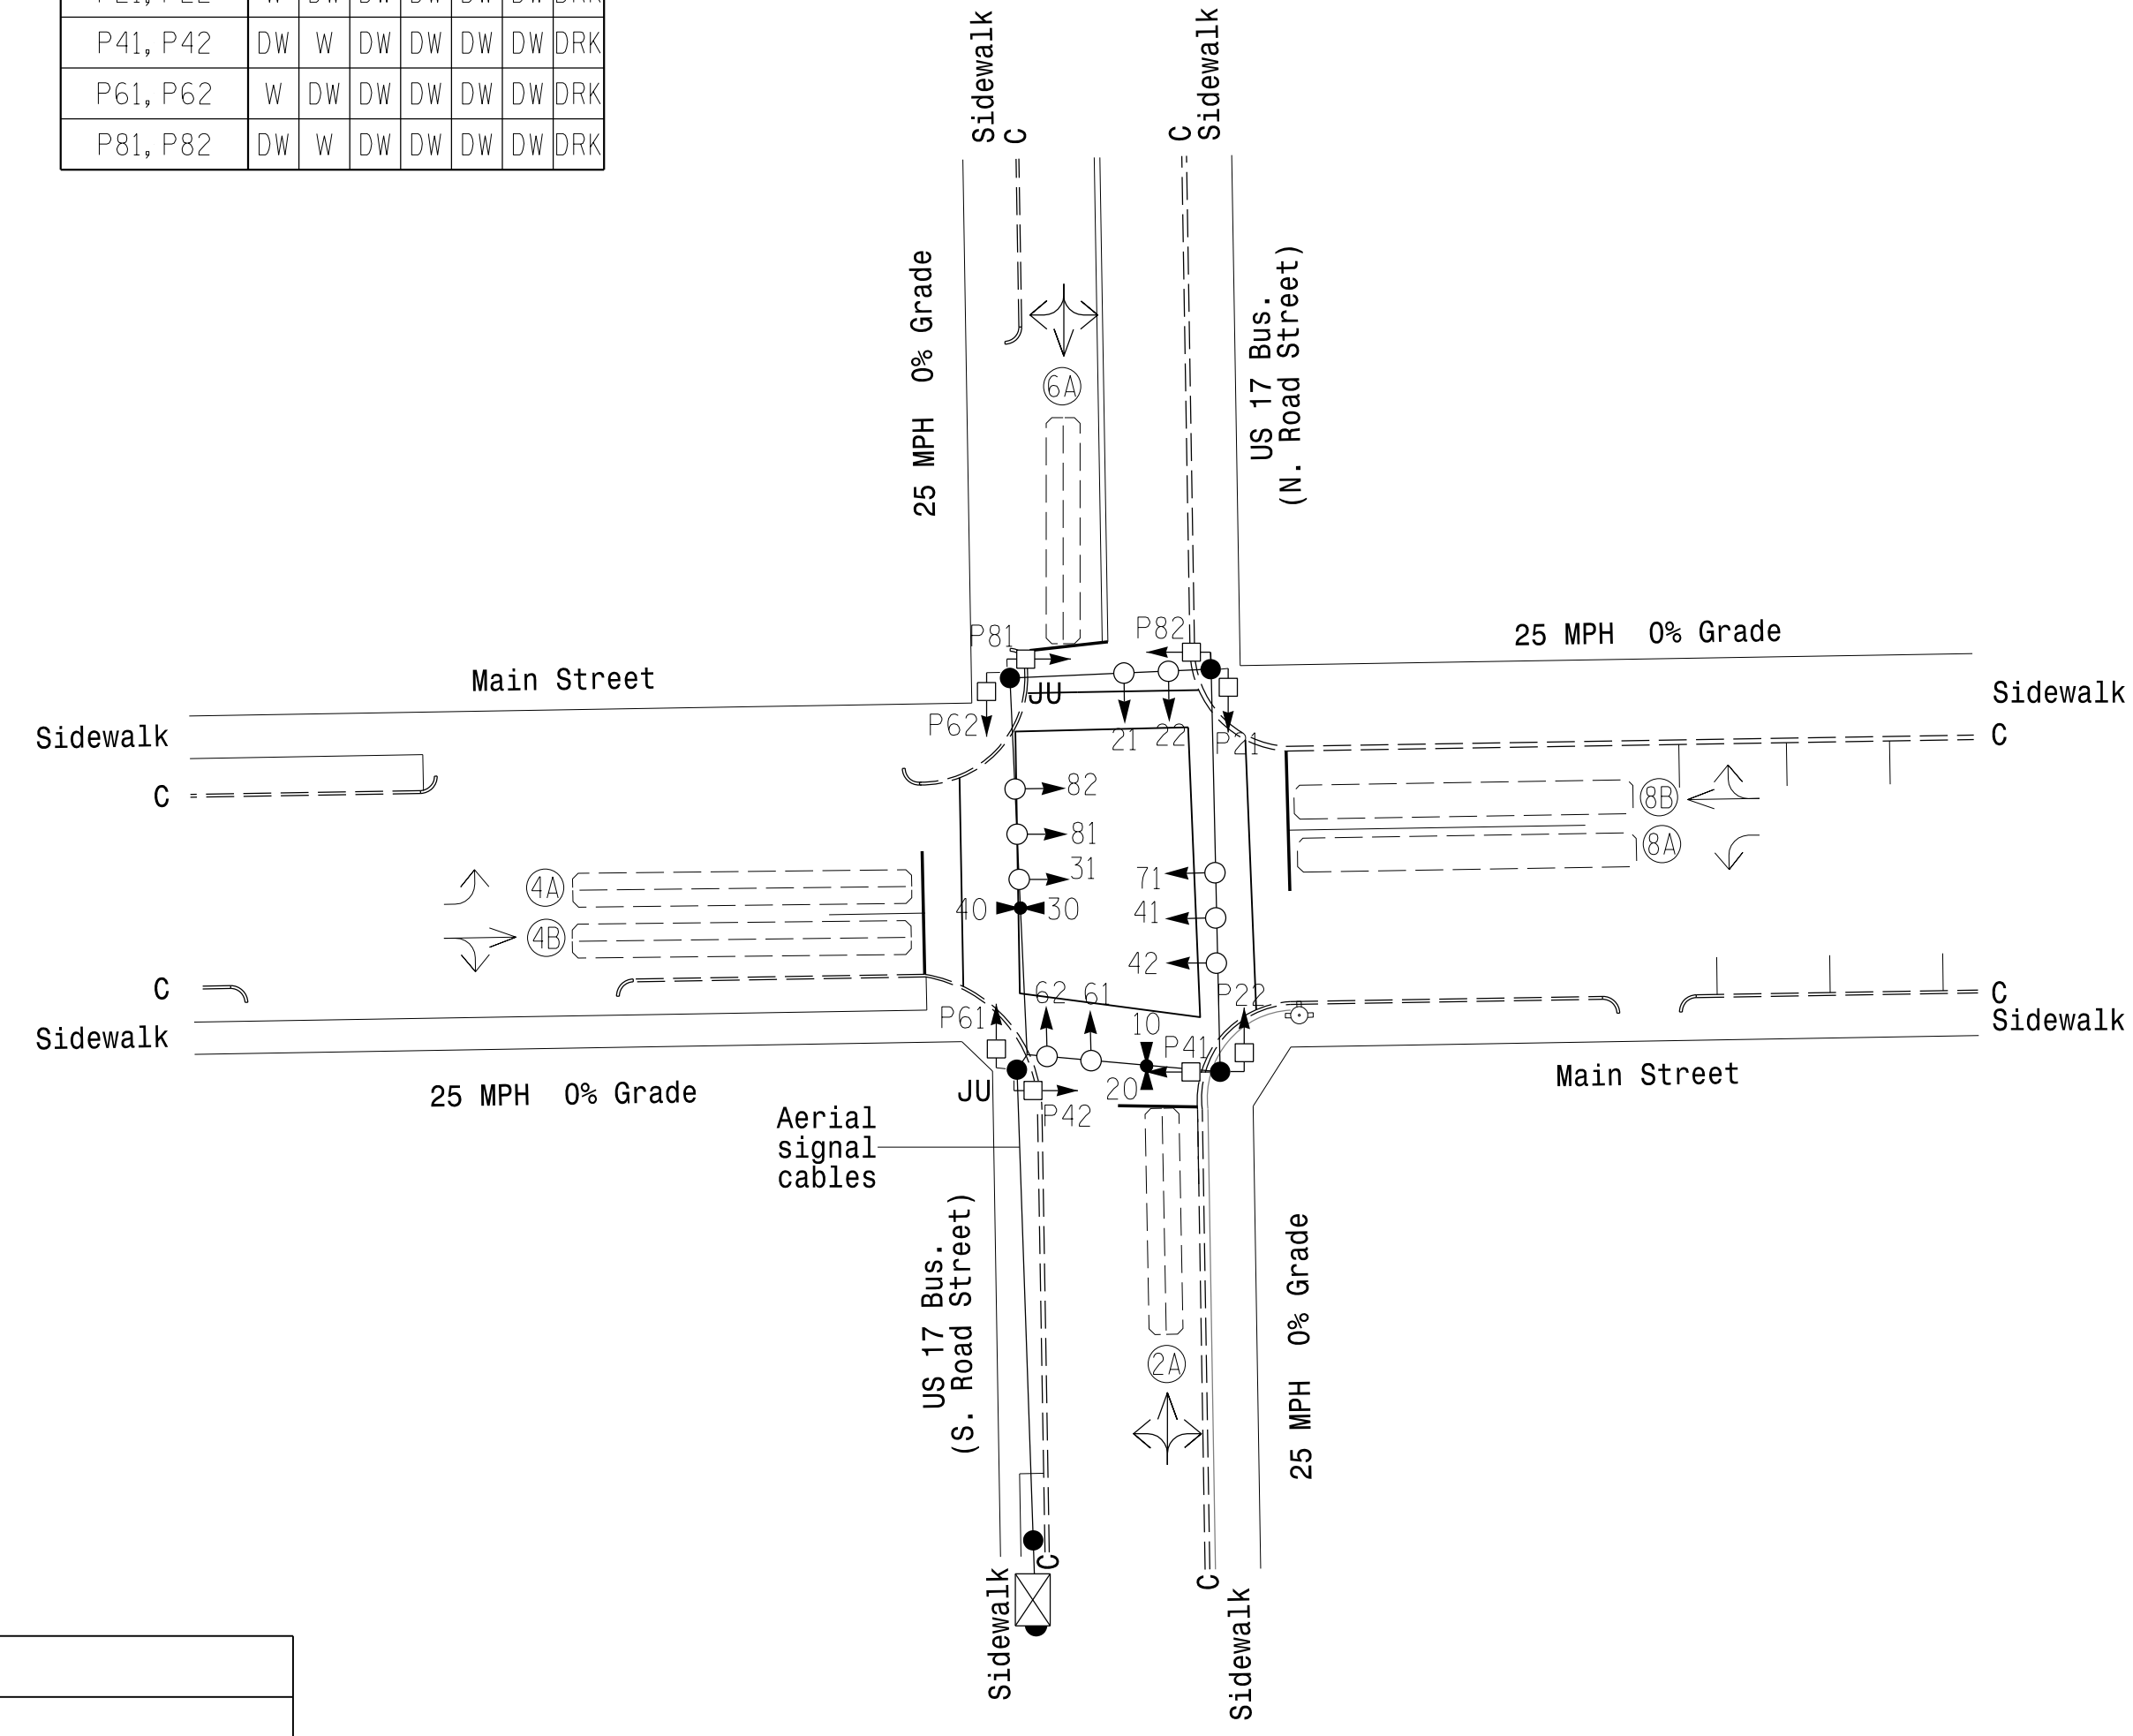 P41, P42 DW W DW DW DW DW DRK
P61, P62 W DW DW DW DW DW DRK
P81, P82 DW W DW DW DW DW DRK
Sidewalk
C
C
Sidewalk
25 MPH 0% Grade
US 17 Bus.
(N. Road Street)
6A
P81
P82
25 MPH 0% Grade
Main Street
JU
Sidewalk
Sidewalk
P62
21
22
P21
C
C
82
8B
81
8A
31
71
4A
40
30
41
4B
42
C
62
61
P22
C
Sidewalk
P61
10
P41
Sidewalk
Main Street
25 MPH 0% Grade
JU
20
P42
Aerial
signal
cables
US 17 Bus.
(S. Road Street)
25 MPH 0% Grade
2A
C
C
Sidewalk
Sidewalk